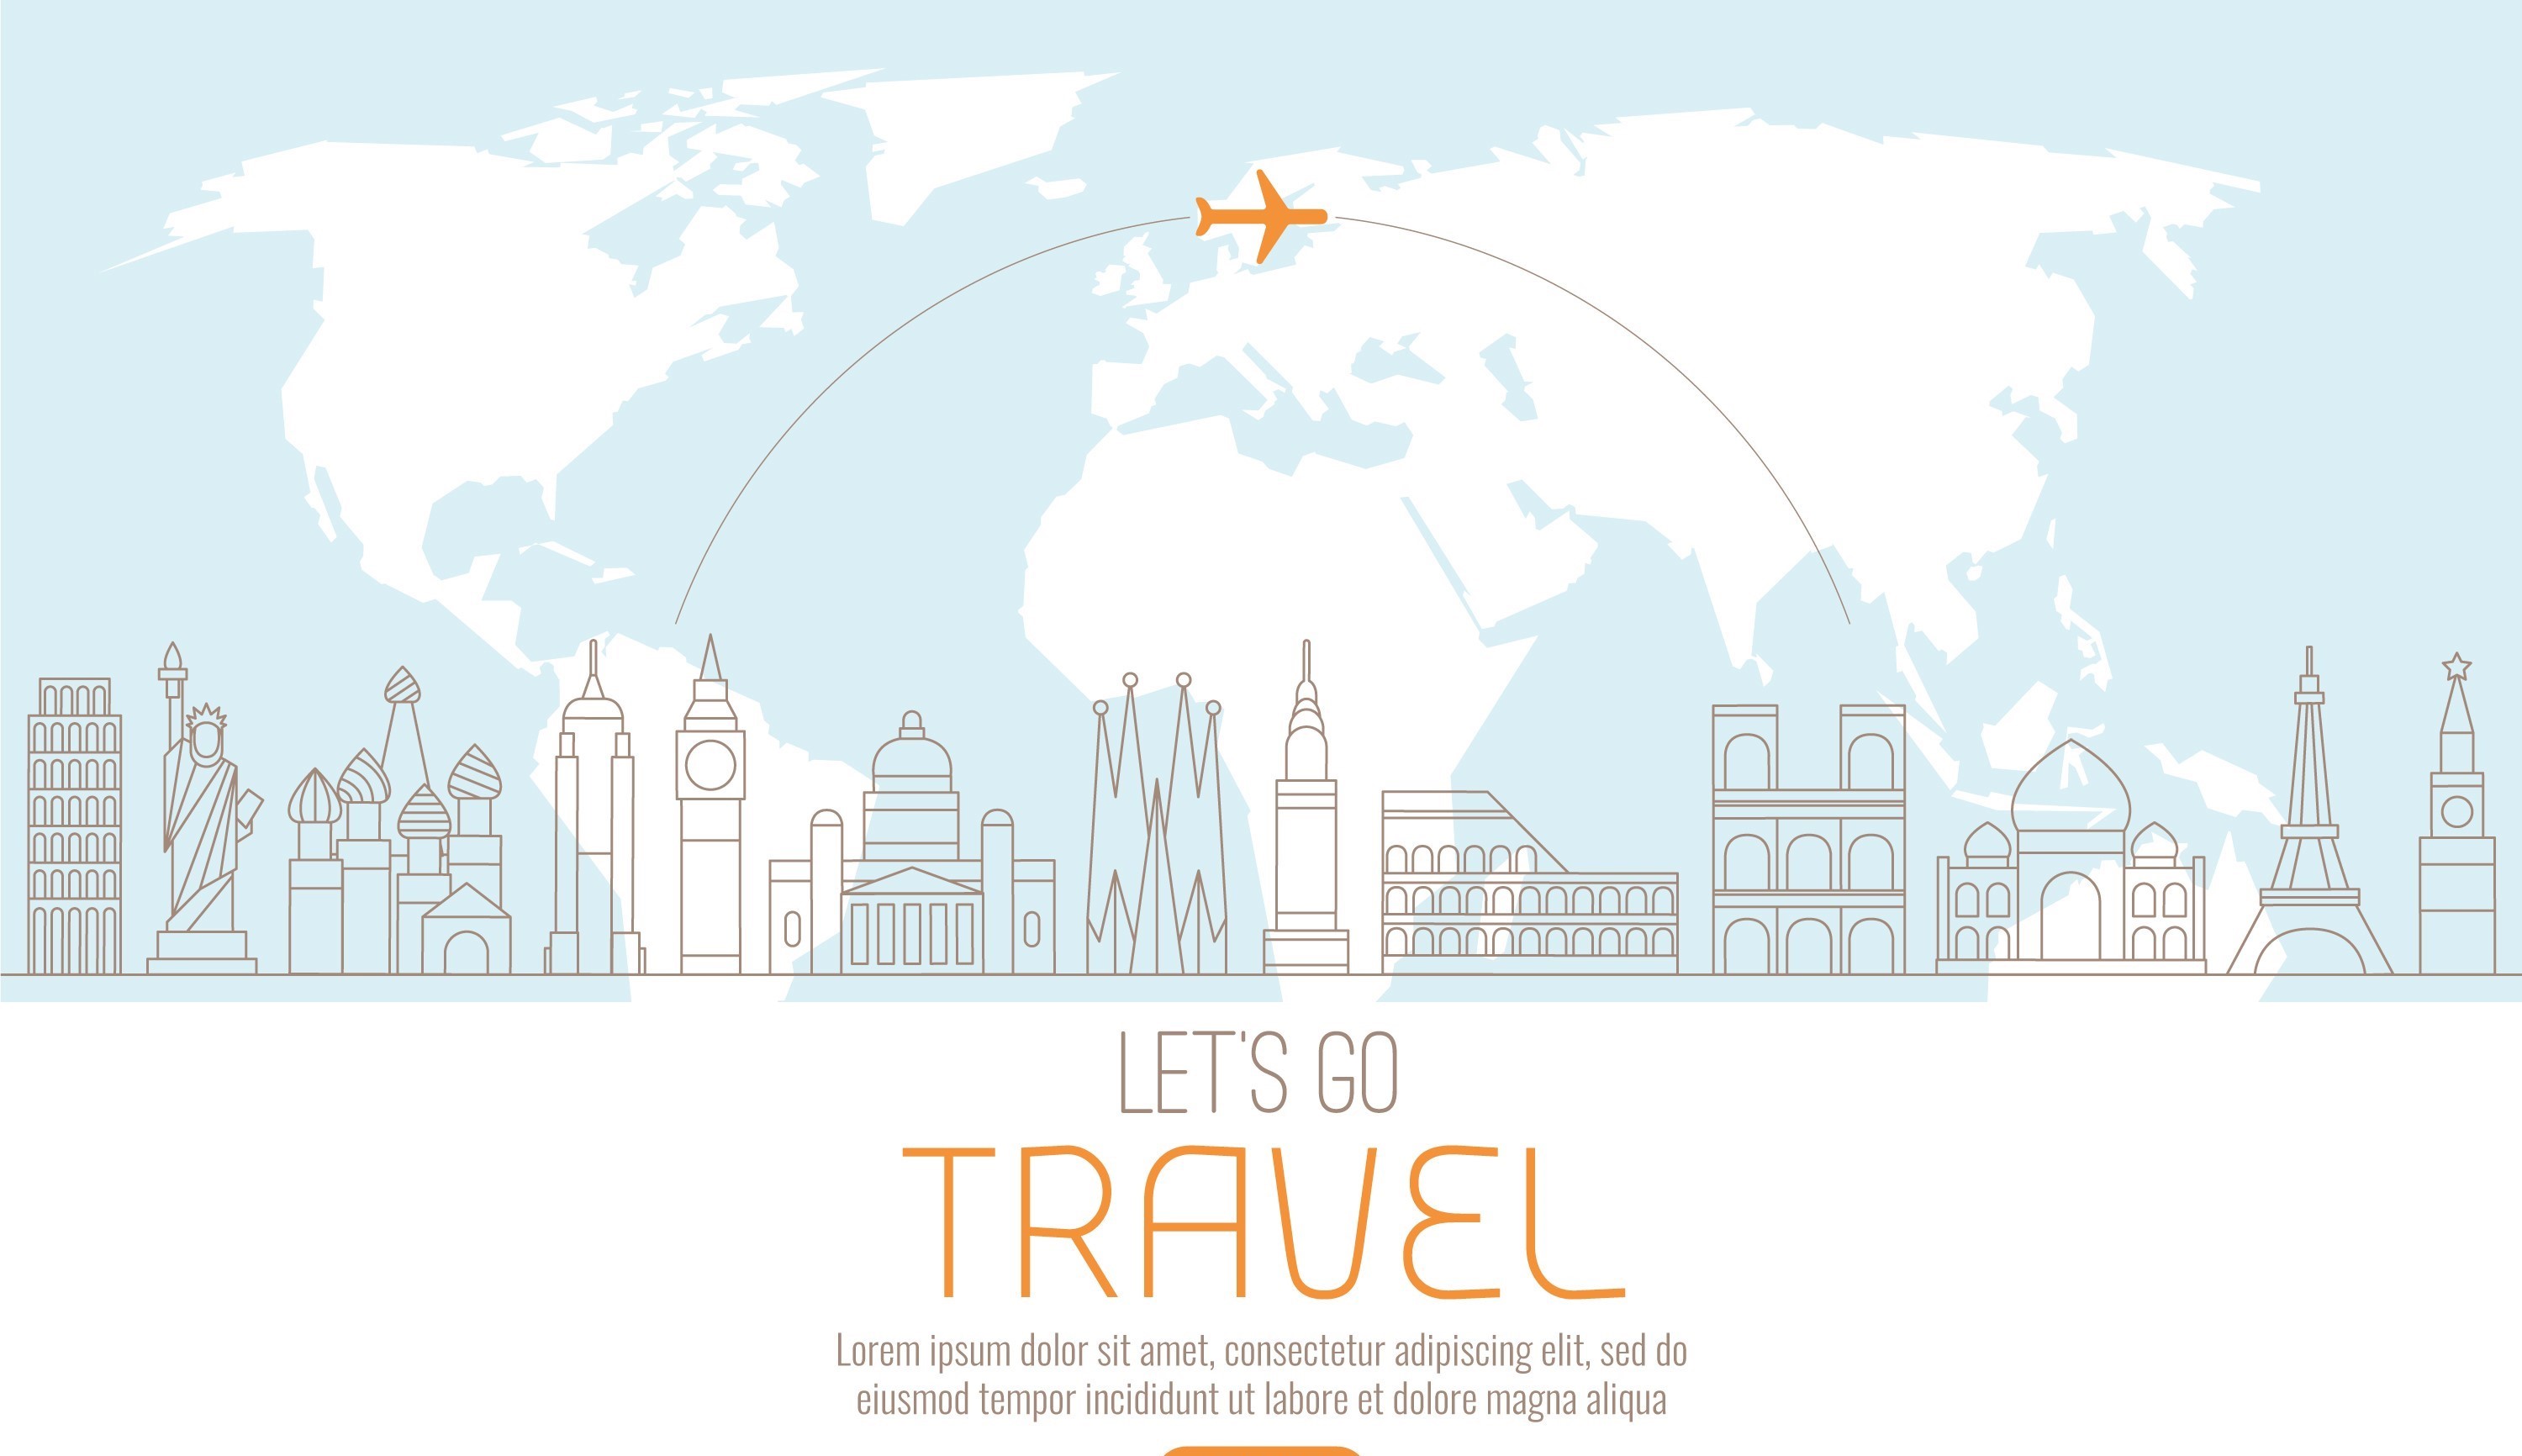 LET'S GO
TRAVEL
Lorem ipsum dolor sit amet, consectetur adipiscing elit, sed do
eiusmod tempor incididunt ut labore et dolore magna aliqua